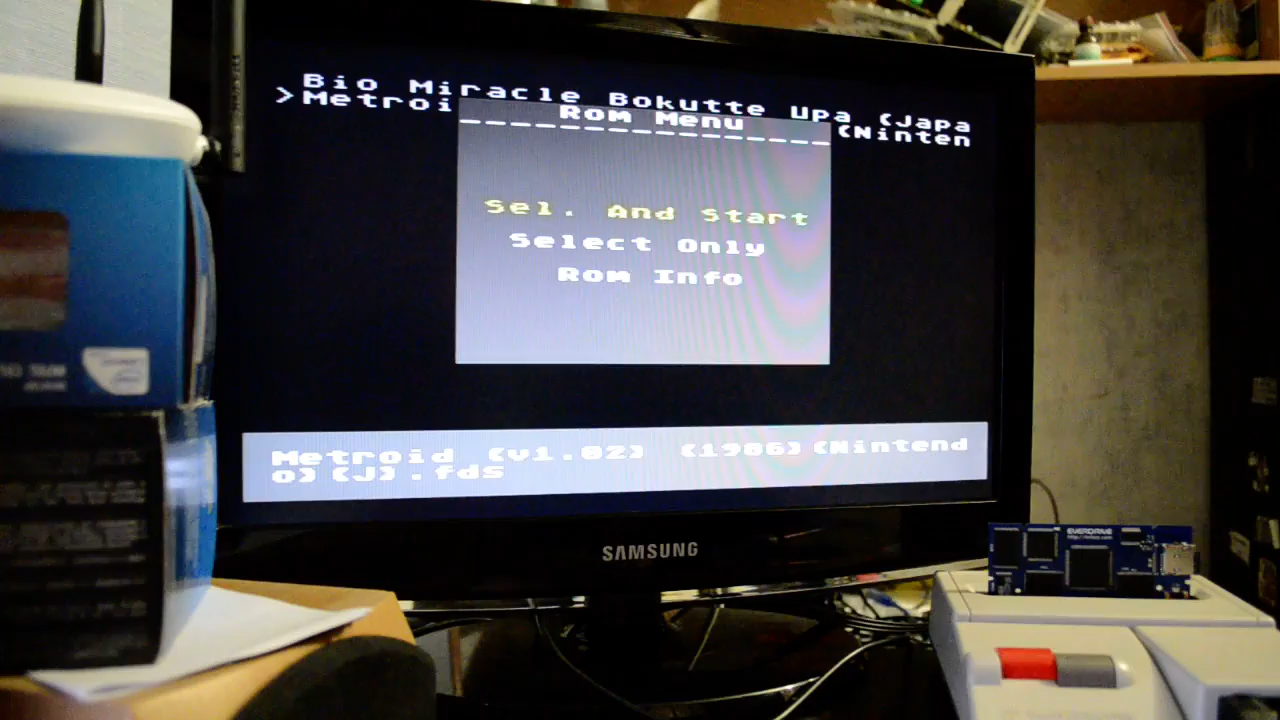 Bio Miracle Bokutte Upa (Japa
>Metroi (Ninten
Rom Menu
Sel. And Start
Select Only
Rom Info
Metroid (v1.02) (1986)(Nintend
o)(J).fds
SAMSUNG
EVERDRIVE